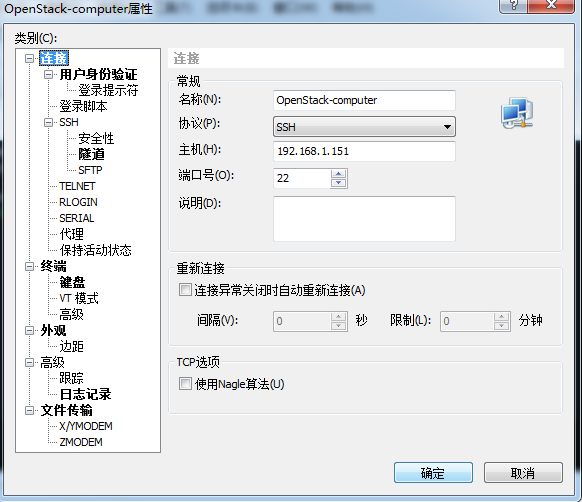 OpenStack-computer属性
类别(C):
连接
用户身份验证
登录提示符
登录脚本
SSH
安全性
隧道
SFTP
TELNET
RLOGIN
SERIAL
代理
保持活动状态
终端
键盘
VT 模式
高级
外观
边距
高级
跟踪
日志记录
文件传输
X/YMODEM
ZMODEM
连接
常规
名称(N): OpenStack-computer
协议(P): SSH
主机(H): 192.168.1.151
端口号(O): 22
说明(D):
重新连接
连接异常关闭时自动重新连接(A)
间隔(V): 0 秒 限制(L): 0 分钟
TCP选项
使用Nagle算法(U)
确定 取消